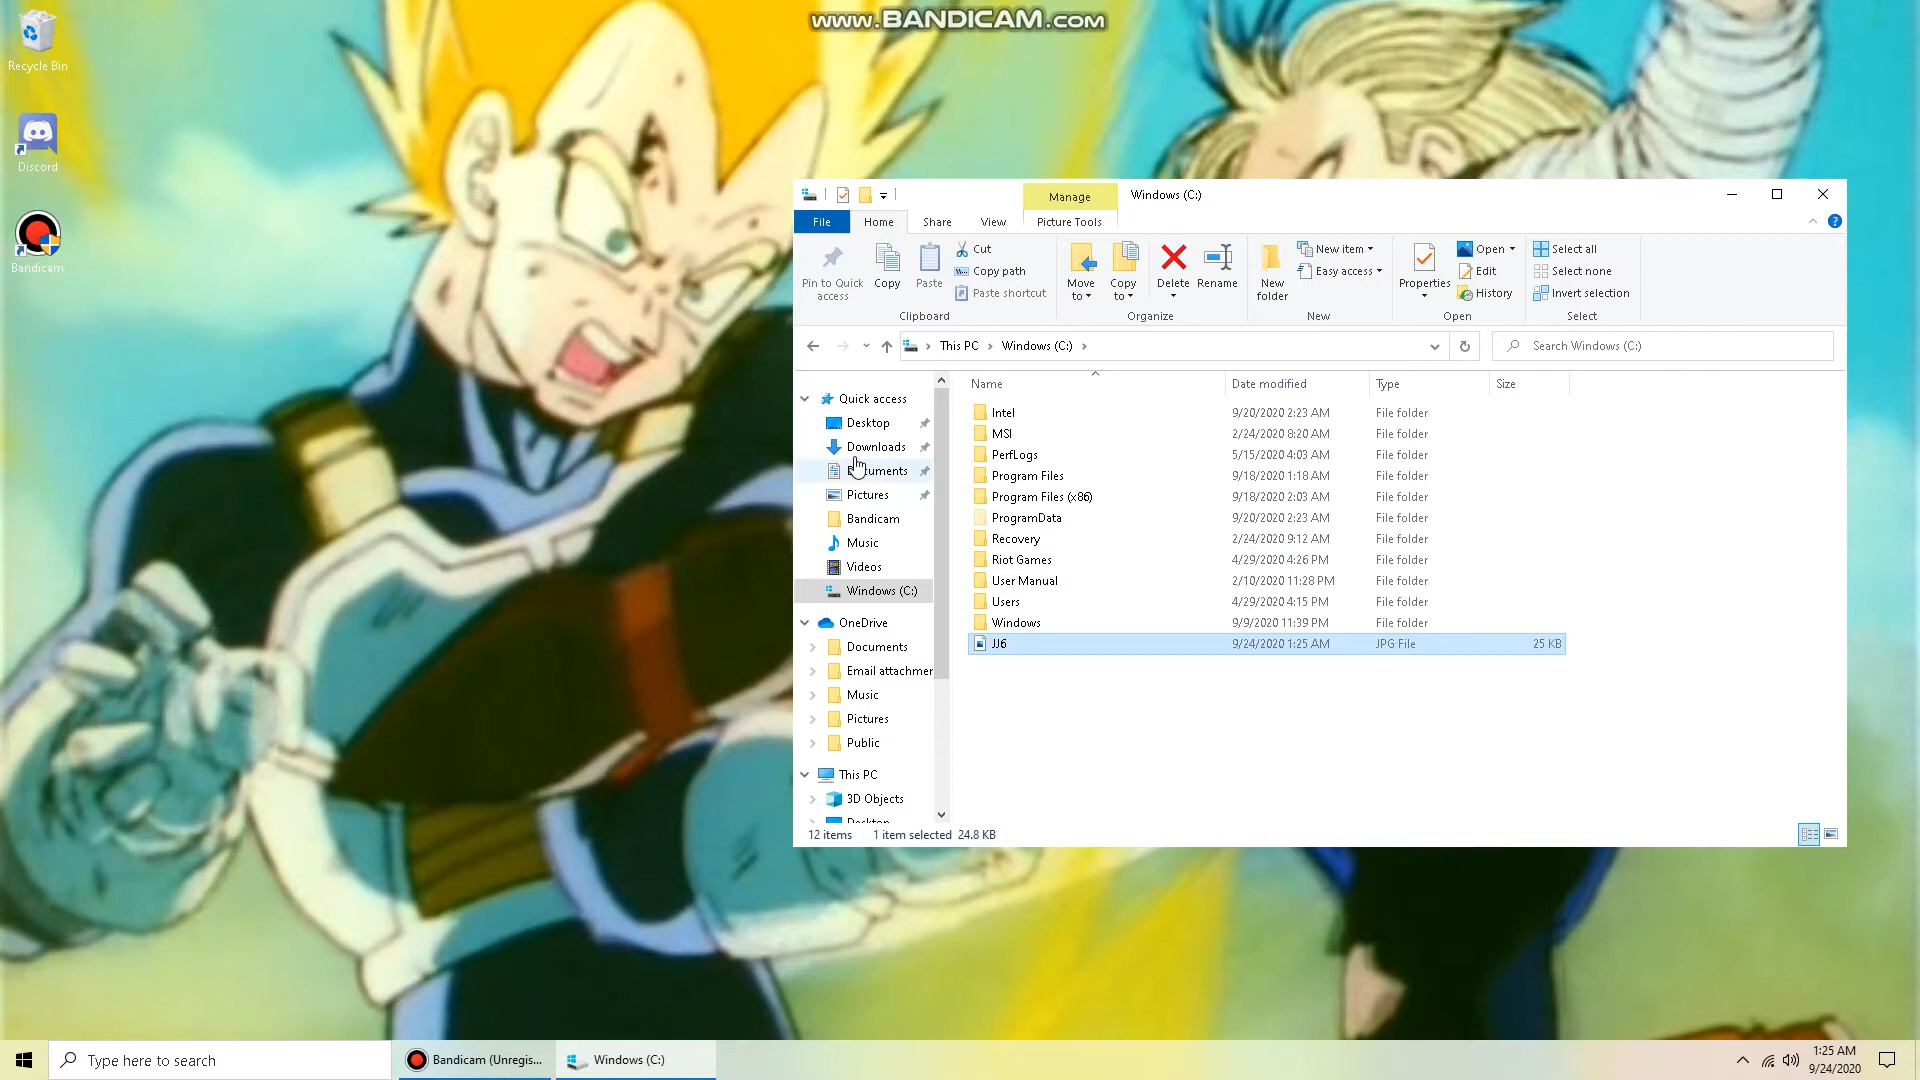 www.BANDICAM.com
Recycle Bin
Discord
Bandicam
Manage
Windows (C:)
File
Home
Share
View
Picture Tools
Pin to Quick access
Copy
Paste
Cut
Copy path
Paste shortcut
Clipboard
Move to
Copy to
Delete
Rename
Organize
New folder
New item
Easy access
New
Properties
Open
Edit
History
Open
Select all
Select none
Invert selection
Select
This PC
Windows (C:)
Search Windows (C:)
Quick access
Desktop
Downloads
Pictures
Bandicam
Music
Videos
Windows (C:)
OneDrive
Documents
Email attachmen
Music
Pictures
Public
This PC
3D Objects
Name Date modified Type Size
Intel 9/20/2020 2:23 AM File folder
MSI 2/24/2020 8:20 AM File folder
PerfLogs 5/15/2020 4:03 AM File folder
Program Files 9/18/2020 1:18 AM File folder
Program Files (x86) 9/18/2020 2:03 AM File folder
ProgramData 9/20/2020 2:23 AM File folder
Recovery 2/24/2020 9:12 AM File folder
Riot Games 4/29/2020 4:26 PM File folder
User Manual 2/10/2020 11:28 PM File folder
Users 4/29/2020 4:15 PM File folder
Windows 9/9/2020 11:39 PM File folder
JJ6 9/24/2020 1:25 AM JPG File 25 KB
12 items 1 item selected 24.8 KB
Type here to search
Bandicam (Unregis...
Windows (C:)
1:25 AM
9/24/2020